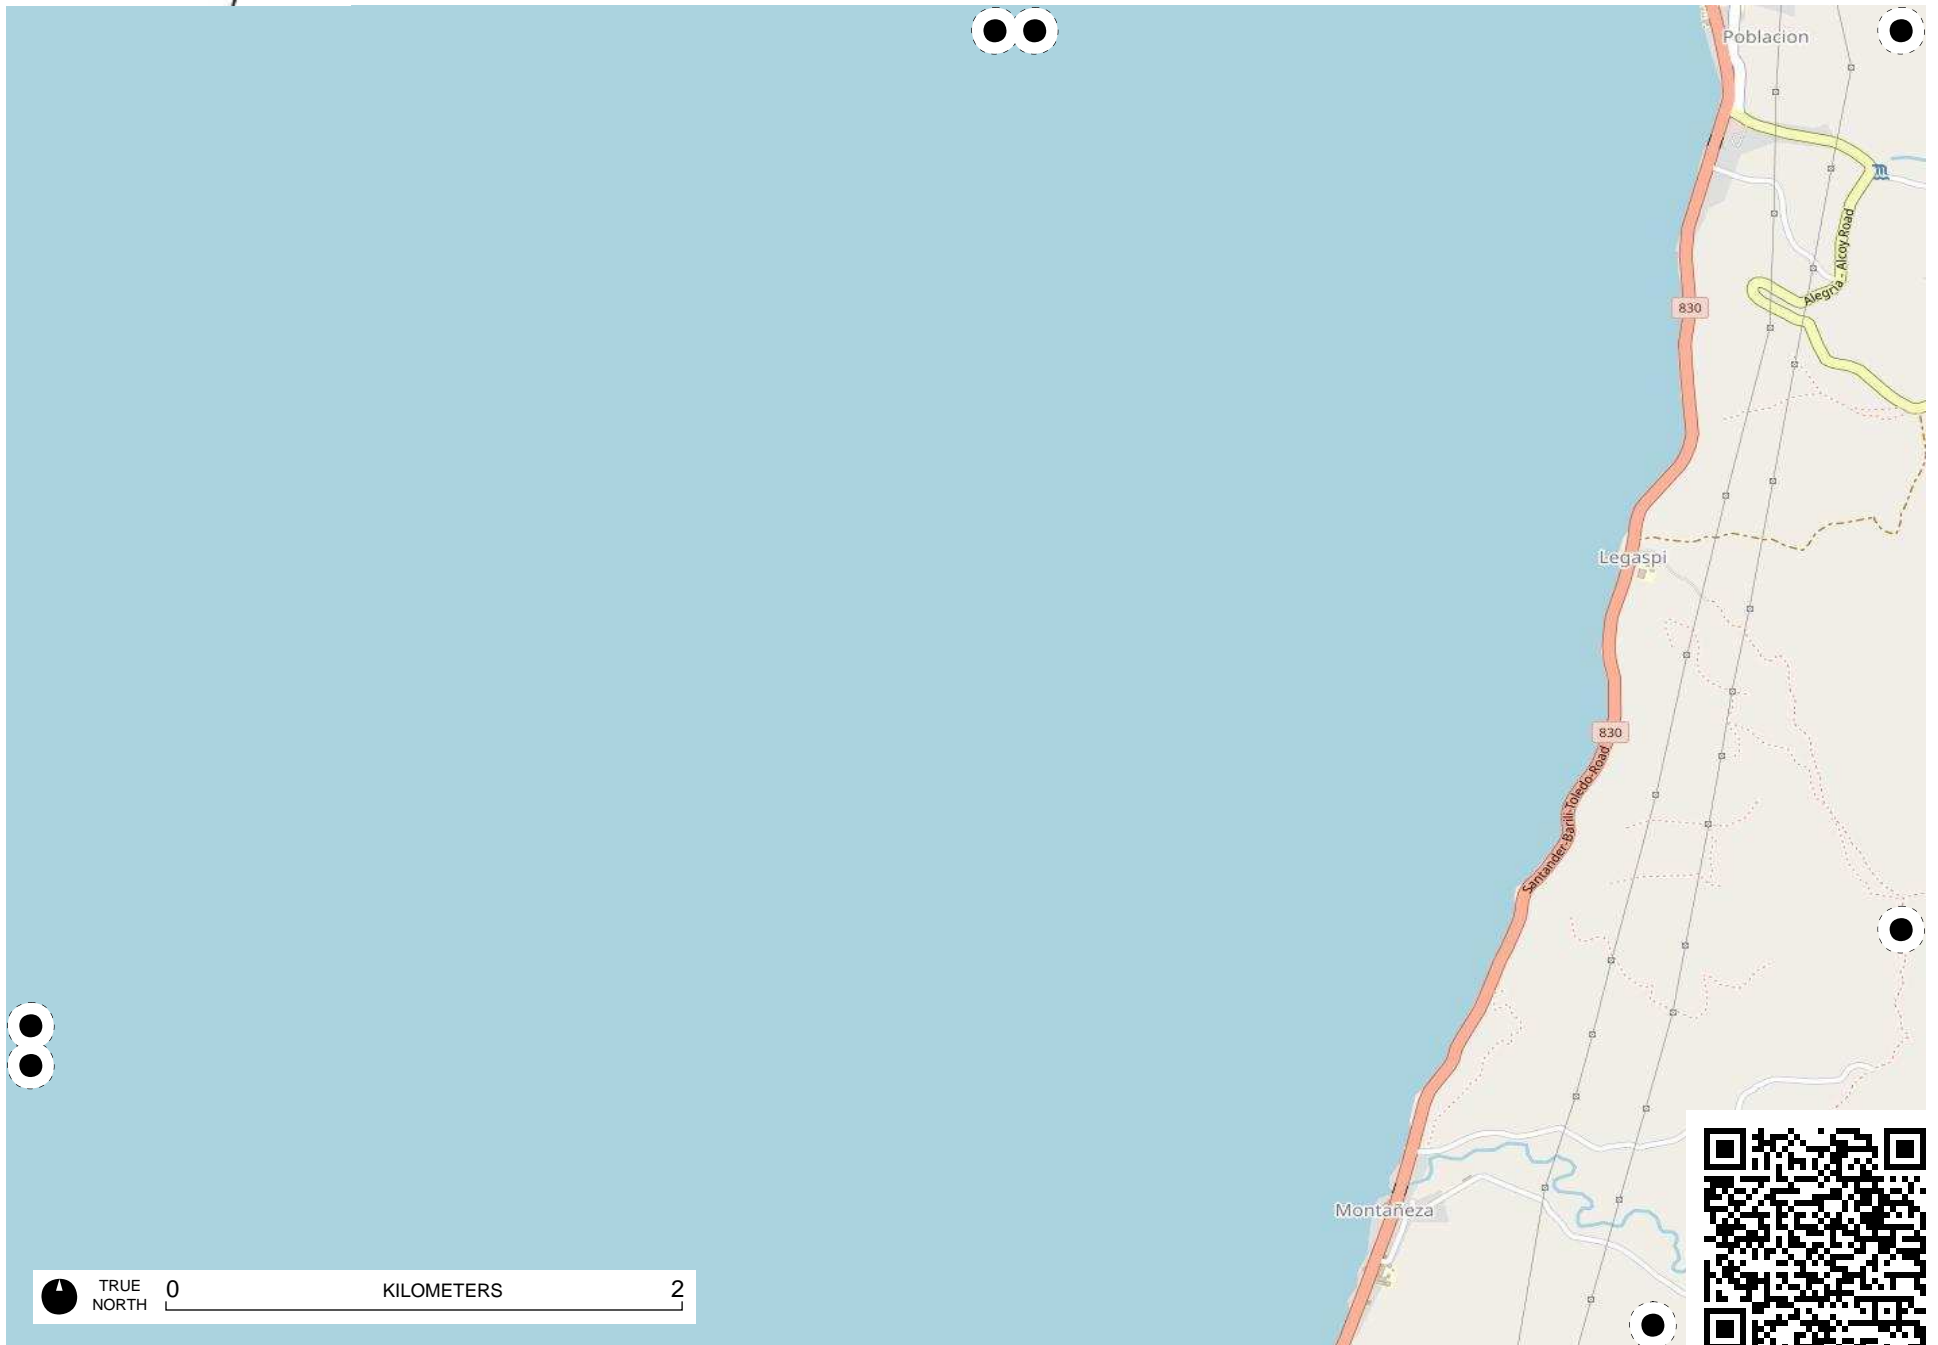 Poblacion
Alegria - Alcoy Road
830
Legaspi
830
Santander-Barili-Toledo-Road
Montañeza
TRUE NORTH
0 KILOMETERS 2